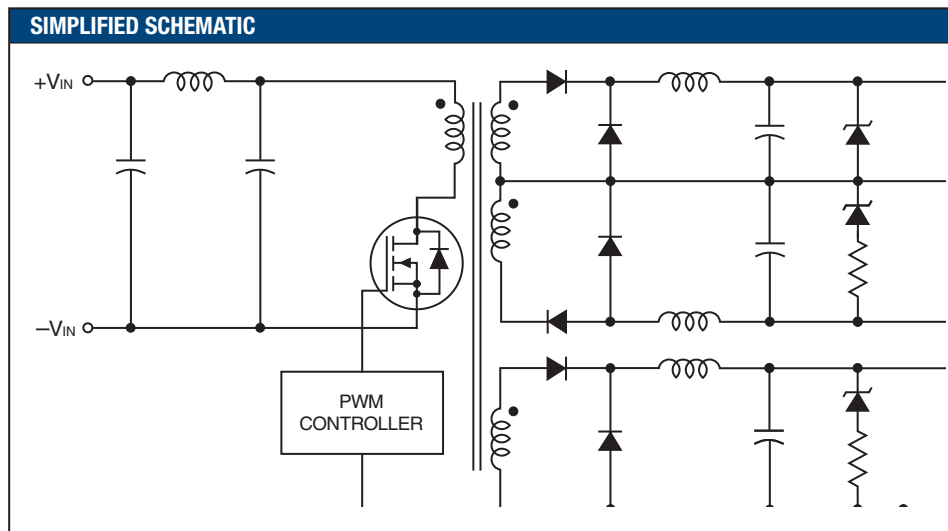 SIMPLIFIED SCHEMATIC
+VIN
–VIN
PWM
CONTROLLER